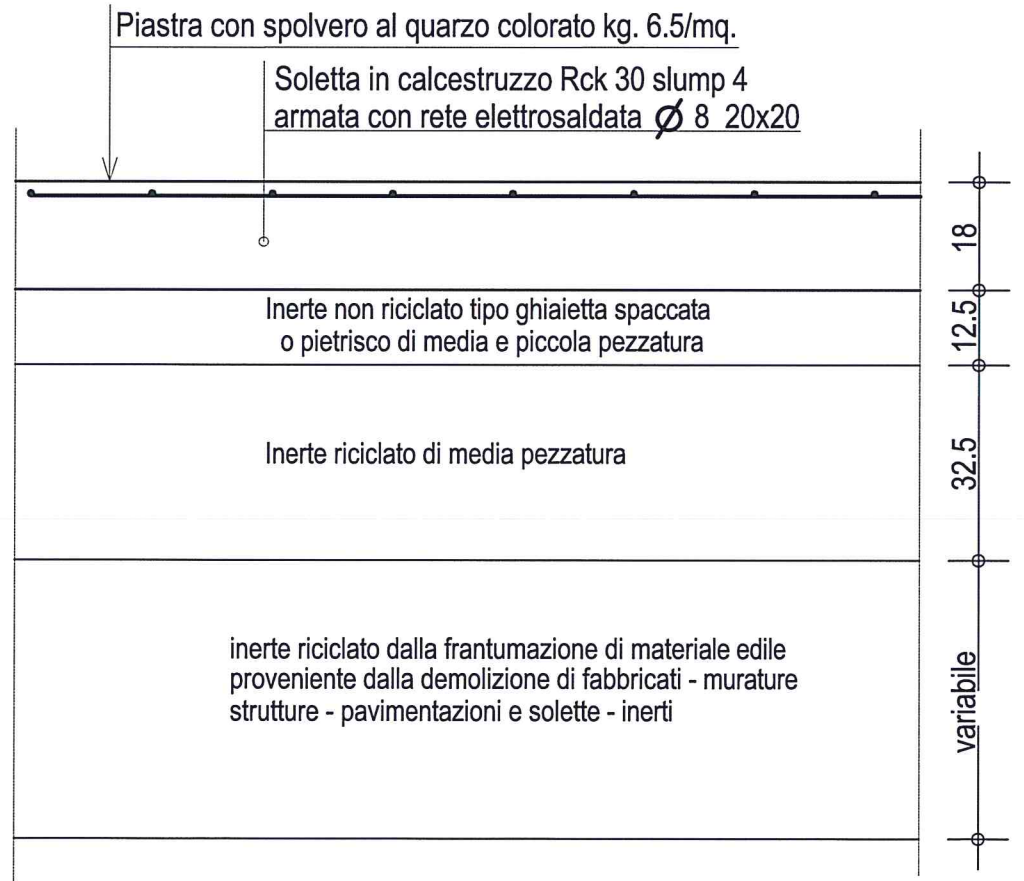 Piastra con spolvero al quarzo colorato kg. 6.5/mq.
Soletta in calcestruzzo Rck 30 slump 4
armata con rete elettrosaldata Ø 8 20x20
18
Inerte non riciclato tipo ghiaietta spaccata
o pietrisco di media e piccola pezzatura
12.5
Inerte riciclato di media pezzatura
32.5
inerte riciclato dalla frantumazione di materiale edile
proveniente dalla demolizione di fabbricati - murature
strutture - pavimentazioni e solette - inerti
variabile